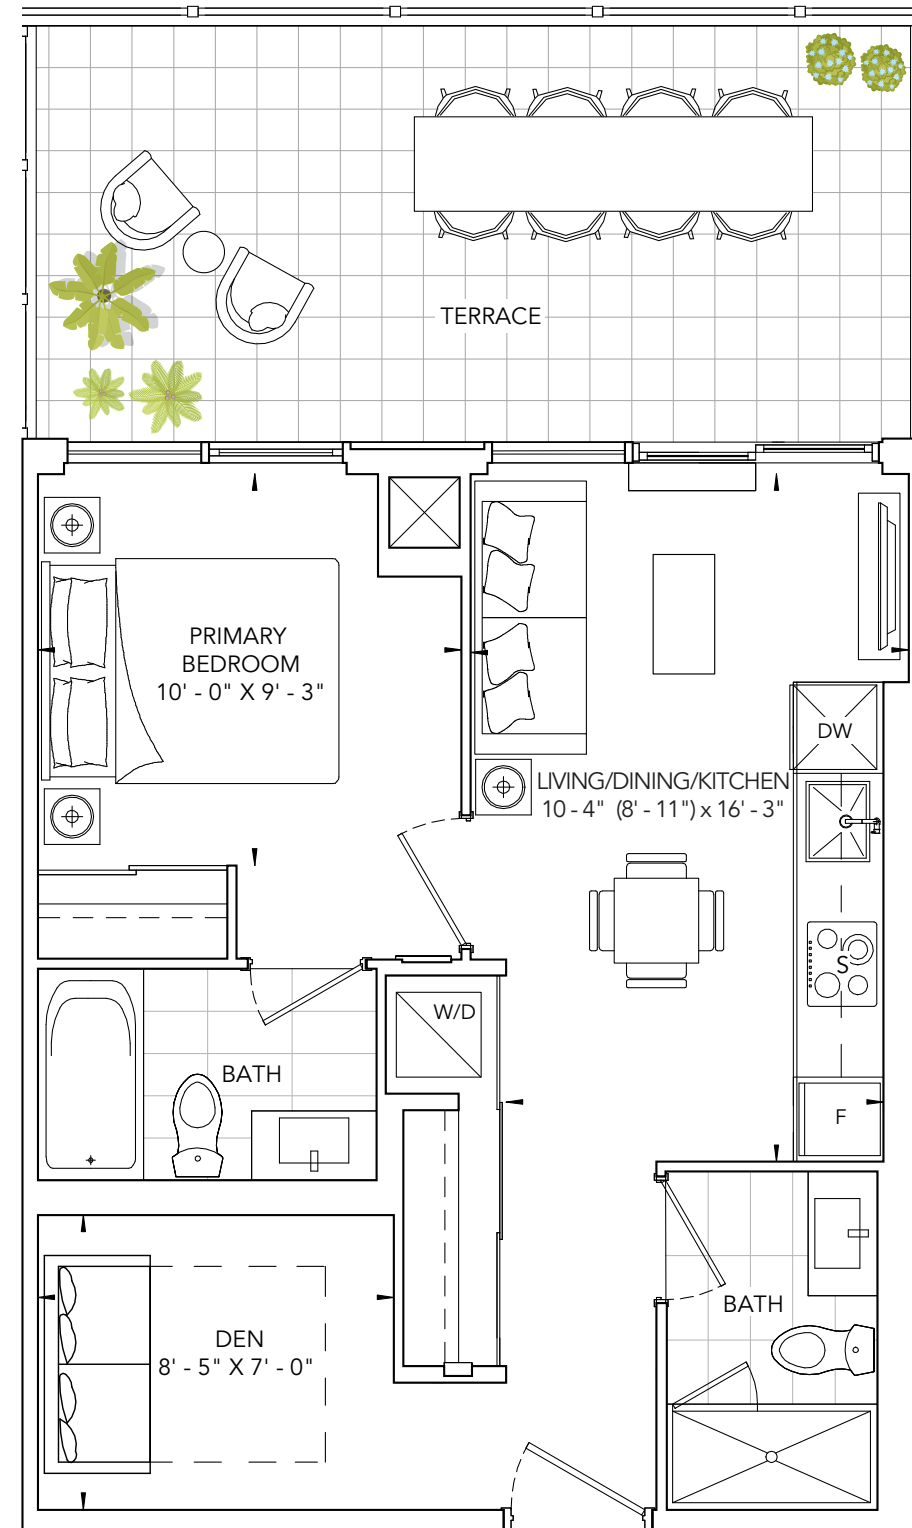 TERRACE
PRIMARY
BEDROOM
10' - 0" X 9' - 3"
DW
LIVING/DINING/KITCHEN
10 - 4" (8' - 11") x 16' - 3"
S
W/D
BATH
F
BATH
DEN
8' - 5" X 7' - 0"